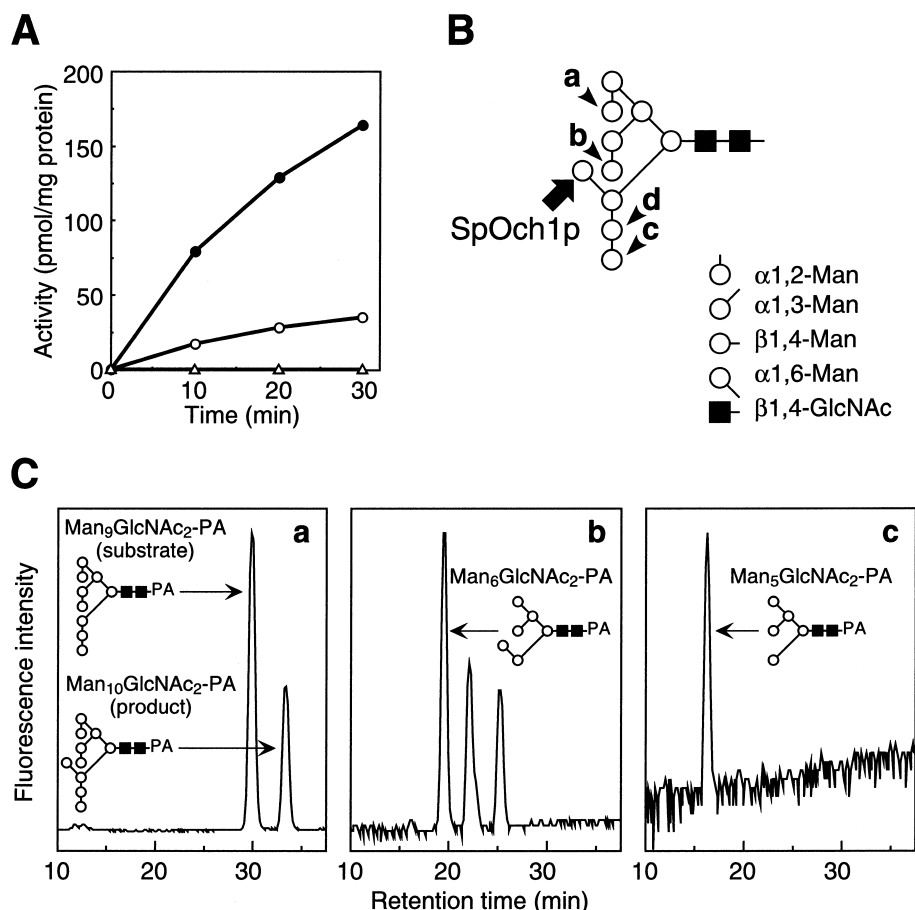 A
200
150
100
50
0
Activity (pmol/mg protein)
0 10 20 30
Time (min)
B
a
b
d
c
SpOch1p
α1,2-Man
α1,3-Man
β1,4-Man
α1,6-Man
β1,4-GlcNAc
C
Fluorescence intensity
a
Man9GlcNAc2-PA
(substrate)
PA
Man10GlcNAc2-PA
(product)
PA
10 20 30
b
Man6GlcNAc2-PA
PA
10 20 30
c
Man5GlcNAc2-PA
PA
10 20 30
Retention time (min)